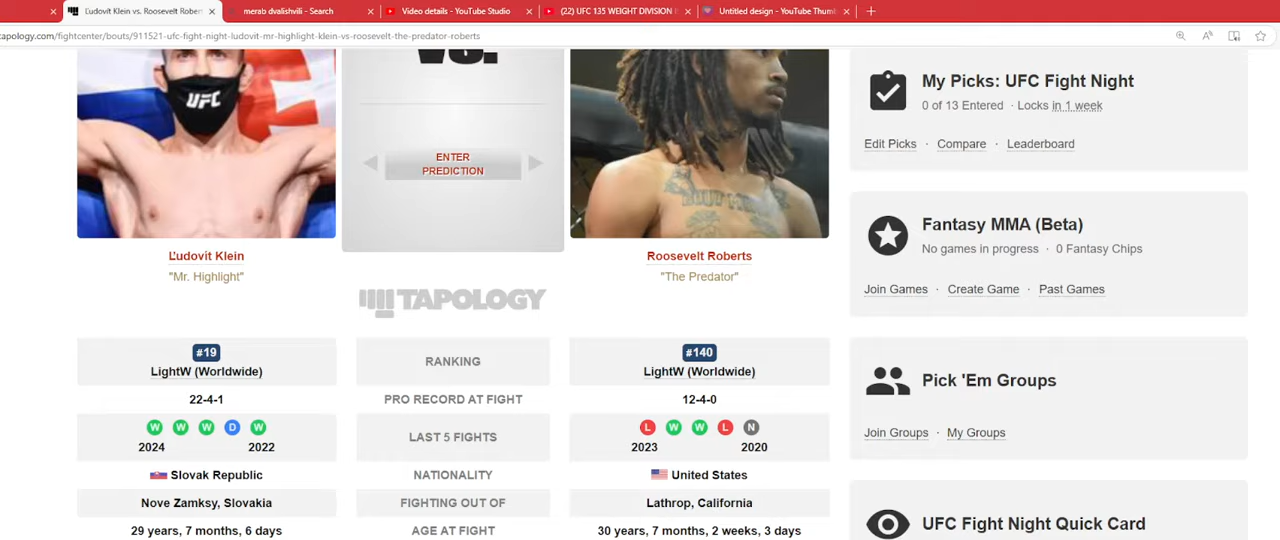 Ľudovít Klein vs. Roosevelt Rober
merab dvalishvili - Search
Video details - YouTube Studio
(22) UFC 135 WEIGHT DIVISION
Untitled design - YouTube Thum
tapology.com/fightcenter/bouts/911521-ufc-fight-night-ludovit-mr-highlight-klein-vs-roosevelt-the-predator-roberts
UFC
VS.
ENTER
PREDICTION
Ľudovít Klein
"Mr. Highlight"
Roosevelt Roberts
"The Predator"
TAPOLOGY
#19
LightW (Worldwide)
RANKING
#140
LightW (Worldwide)
22-4-1
PRO RECORD AT FIGHT
12-4-0
W W W D W
2024 2022
LAST 5 FIGHTS
L W W L N
2023 2020
Slovak Republic
NATIONALITY
United States
Nove Zamksy, Slovakia
FIGHTING OUT OF
Lathrop, California
29 years, 7 months, 6 days
AGE AT FIGHT
30 years, 7 months, 2 weeks, 3 days
My Picks: UFC Fight Night
0 of 13 Entered · Locks in 1 week
Edit Picks · Compare · Leaderboard
Fantasy MMA (Beta)
No games in progress · 0 Fantasy Chips
Join Games · Create Game · Past Games
Pick 'Em Groups
Join Groups · My Groups
UFC Fight Night Quick Card